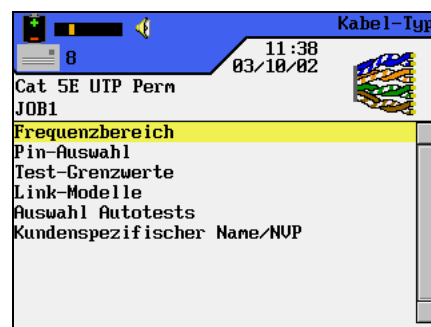 Kabel-Typ
8
11:38
03/10/02
Cat 5E UTP Perm
JOB1
Frequenzbereich
Pin-Auswahl
Test-Grenzwerte
Link-Modelle
Auswahl Autotests
Kundenspezifischer Name/NVP